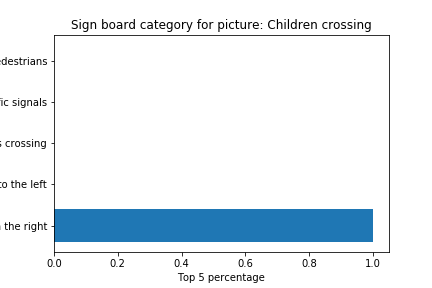 Sign board category for picture: Children crossing
destrians
ic signals
crossing
to the left
the right
0.0 0.2 0.4 0.6 0.8 1.0
Top 5 percentage